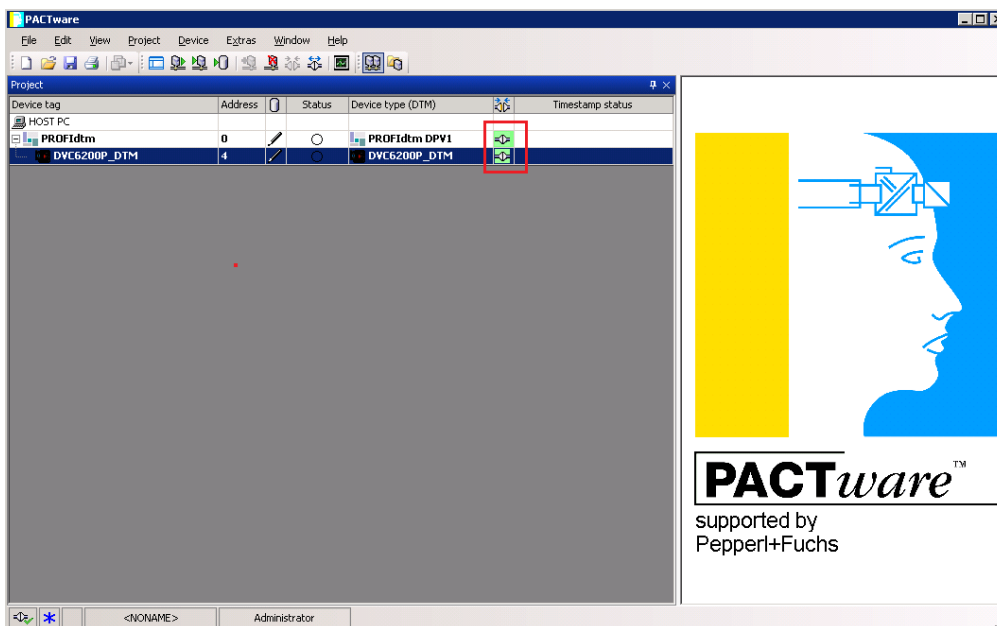 PACTware
File Edit View Project Device Extras Window Help
Project
Device tag Address Status Device type (DTM) Timestamp status
HOST PC
PROFIdtm 0 PROFIdtm DPV1
DVC6200P_DTM 4 DVC6200P_DTM
PACTware™
supported by
Pepperl+Fuchs
<NONAME> Administrator